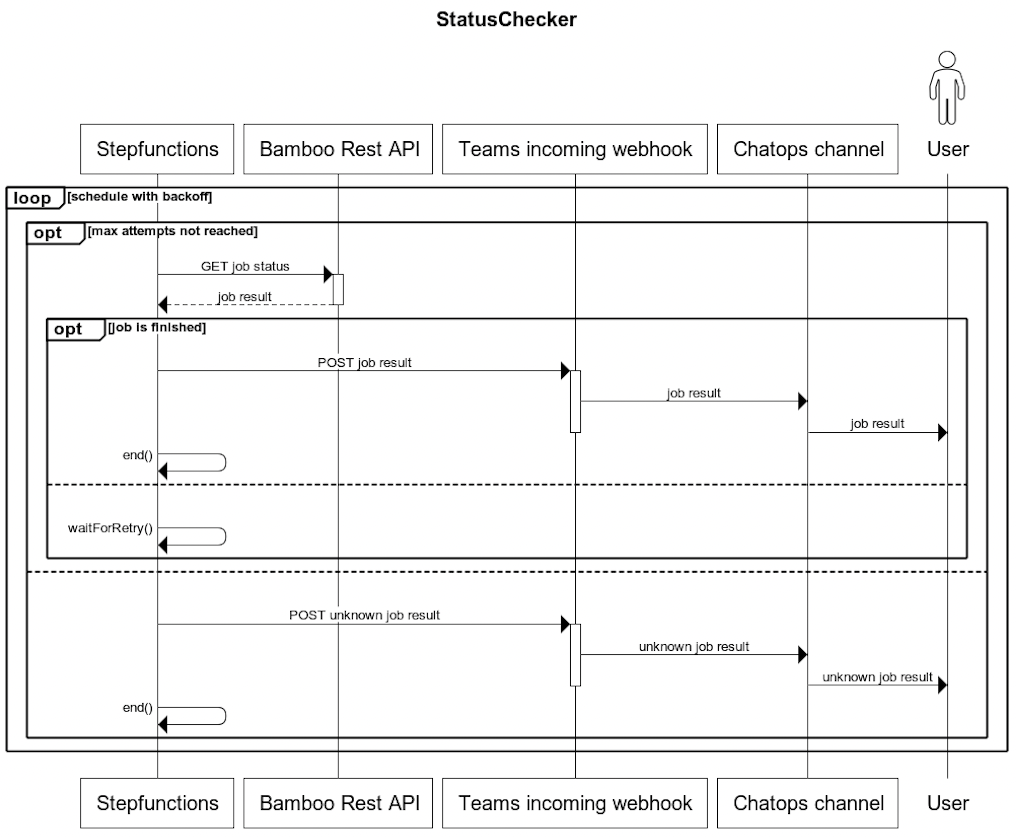 StatusChecker
Stepfunctions
Bamboo Rest API
Teams incoming webhook
Chatops channel
User
loop [schedule with backoff]
opt [max attempts not reached]
GET job status
job result
opt [job is finished]
POST job result
job result
job result
end()
waitForRetry()
POST unknown job result
unknown job result
unknown job result
end()
Stepfunctions
Bamboo Rest API
Teams incoming webhook
Chatops channel
User